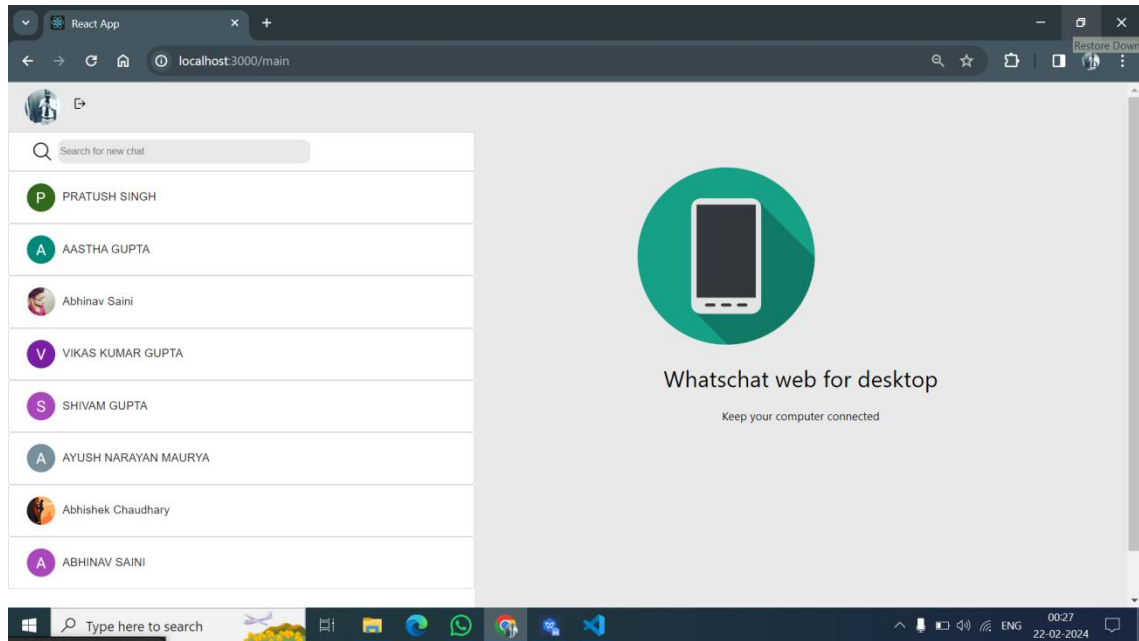 React App
Restore Down
localhost:3000/main
Search for new chat
P PRATUSH SINGH
A AASTHA GUPTA
Abhinav Saini
V VIKAS KUMAR GUPTA
S SHIVAM GUPTA
A AYUSH NARAYAN MAURYA
Abhishek Chaudhary
A ABHINAV SAINI
Whatschat web for desktop
Keep your computer connected
Type here to search
ENG
00:27
22-02-2024